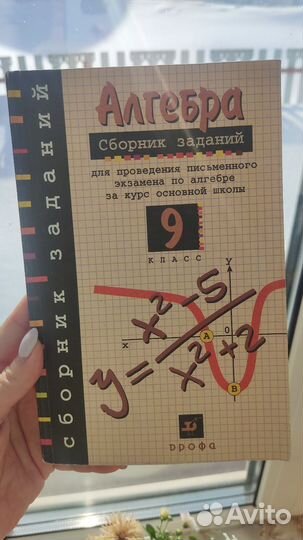 сборник заданий
Алгебра
Сборник заданий
для проведения письменного
экзамена по алгебре
за курс основной школы
9
КЛАСС
y
x
0
A
B
y = x² - 5 / x² + 2
дрофа
Avito